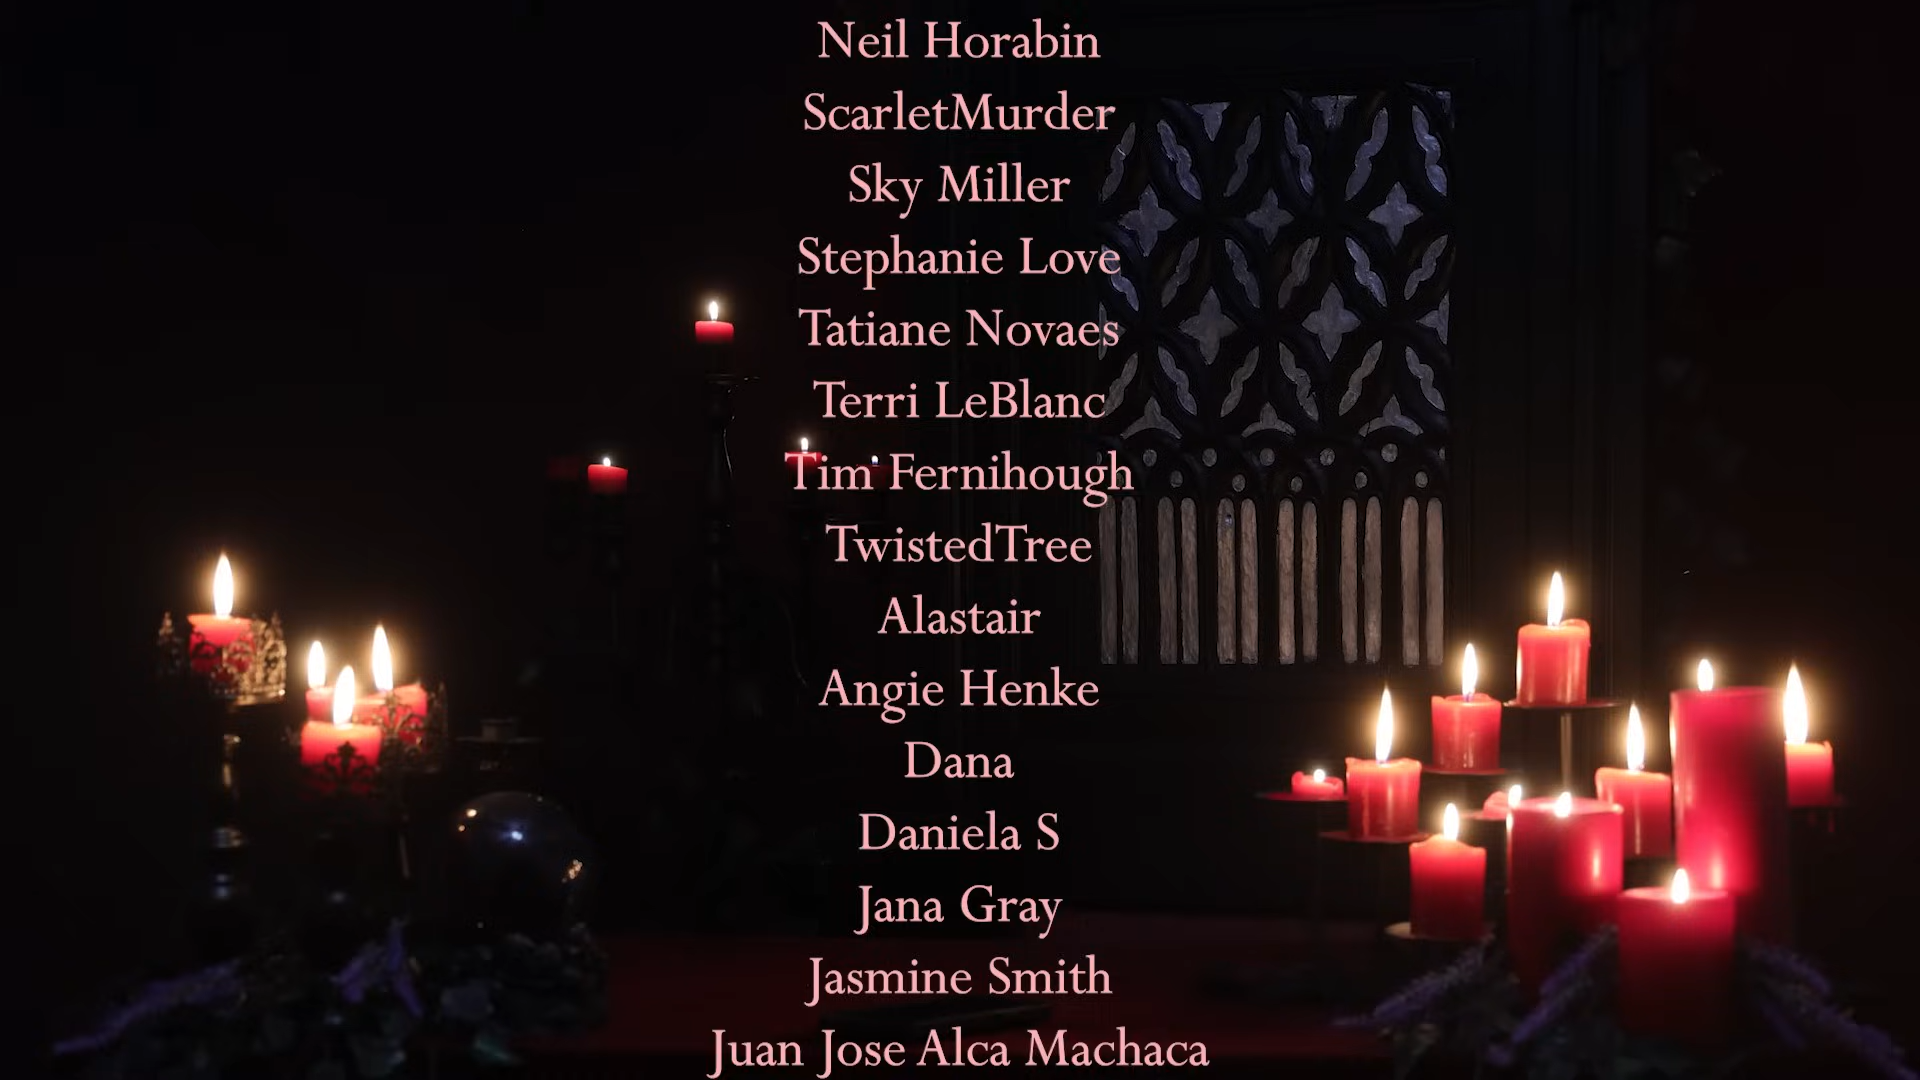 Neil Horabin
ScarletMurder
Sky Miller
Stephanie Love
Tatiane Novaes
Terri LeBlanc
Tim Fernihough
TwistedTree
Alastair
Angie Henke
Dana
Daniela S
Jana Gray
Jasmine Smith
Juan Jose Alca Machaca